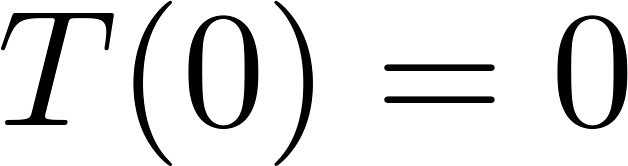 T(0) = 0